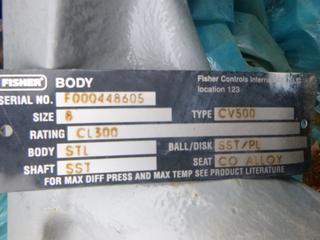 FISHER BODY Fisher Controls
location 123
SERIAL NO. F000448605
SIZE 8 TYPE CV500
RATING CL300
BODY STL BALL/DISK SST/PL
SHAFT SST SEAT CO ALLOY
FOR MAX DIFF PRESS AND MAX TEMP SEE PRODUCT LITERATURE